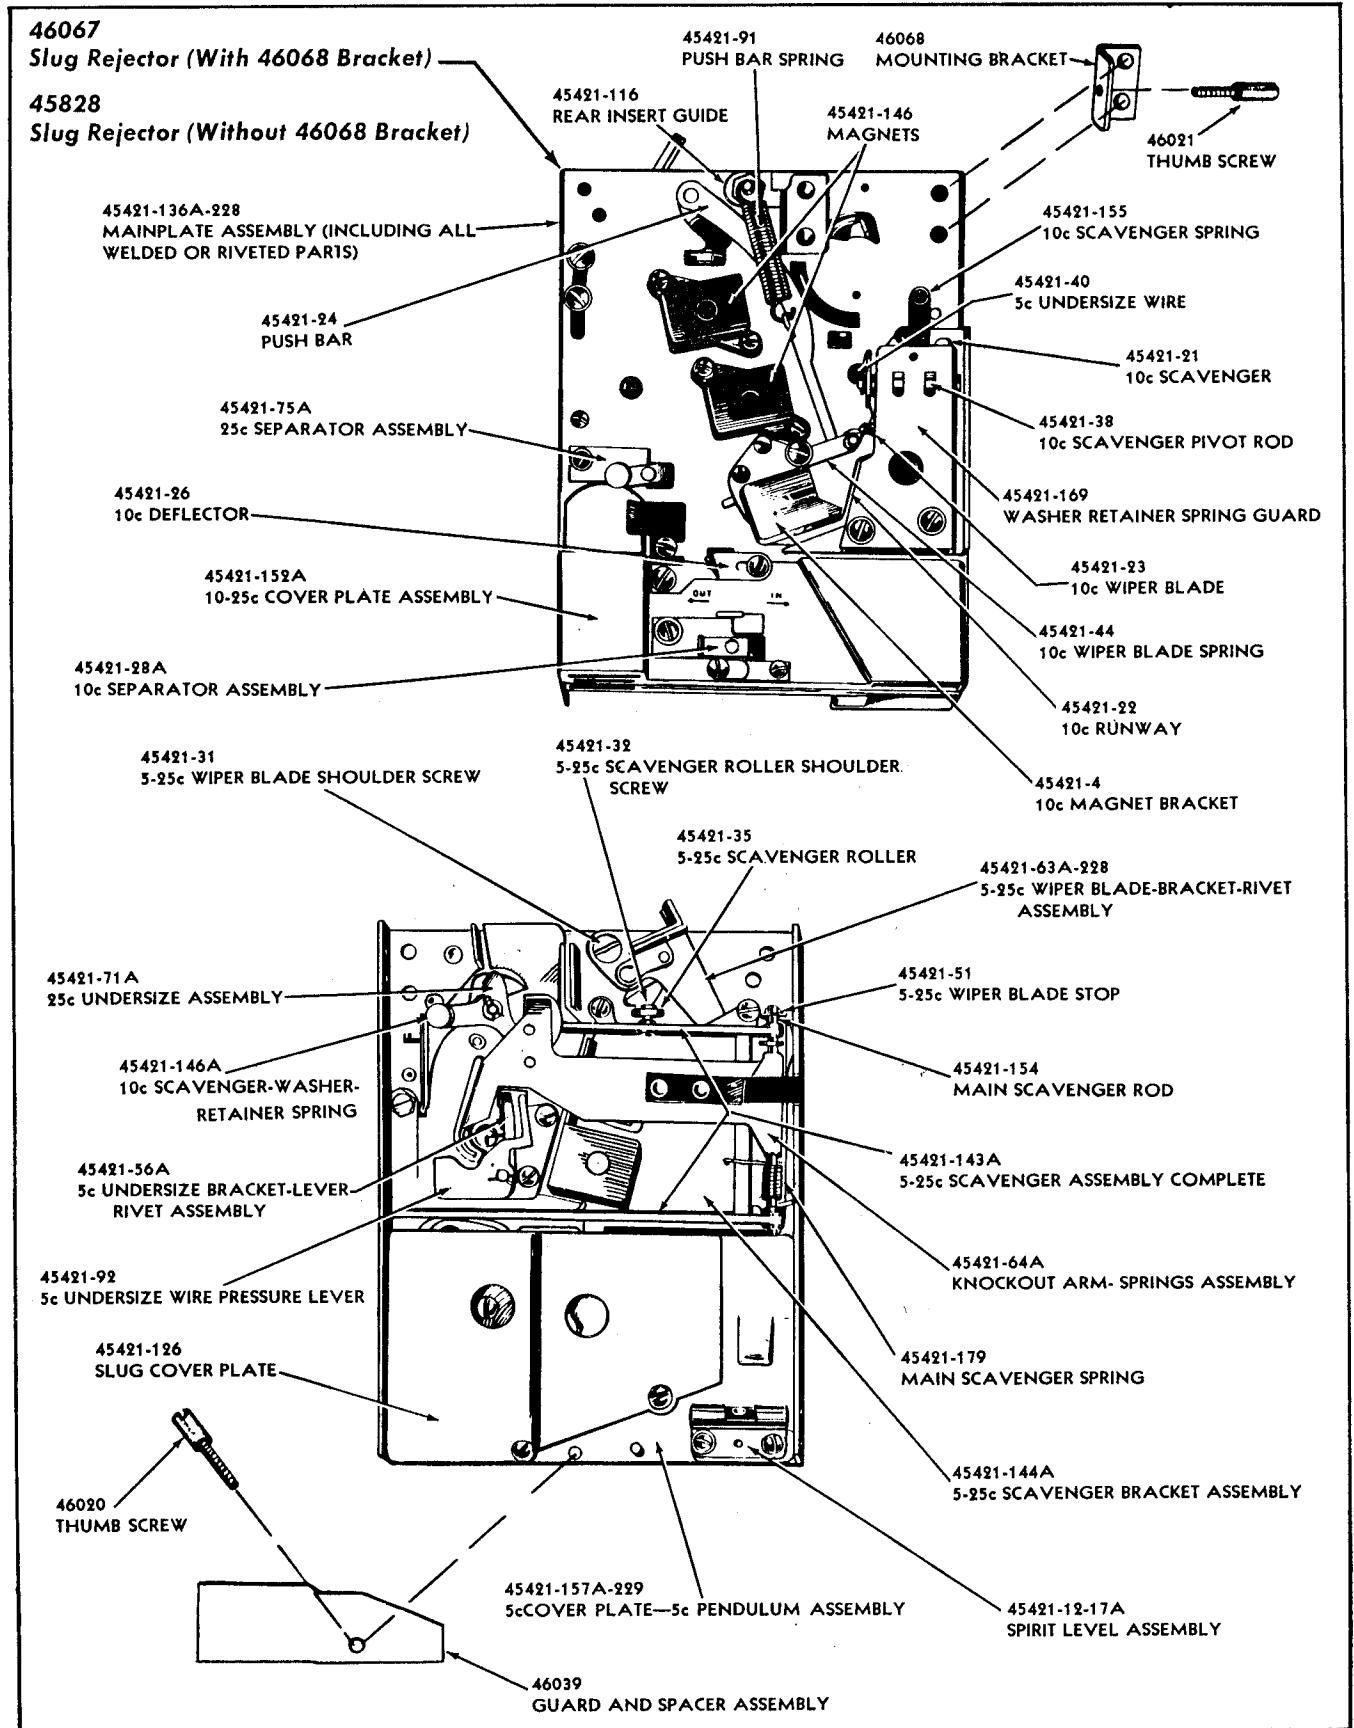 46067
Slug Rejector (With 46068 Bracket)
45828
Slug Rejector (Without 46068 Bracket)
45421-91
PUSH BAR SPRING
46068
MOUNTING BRACKET
45421-116
REAR INSERT GUIDE
45421-146
MAGNETS
46021
THUMB SCREW
45421-136A-228
MAINPLATE ASSEMBLY (INCLUDING ALL
WELDED OR RIVETED PARTS)
45421-155
10c SCAVENGER SPRING
45421-40
5c UNDERSIZE WIRE
45421-24
PUSH BAR
45421-21
10c SCAVENGER
45421-75A
25c SEPARATOR ASSEMBLY
45421-38
10c SCAVENGER PIVOT ROD
45421-26
10c DEFLECTOR
45421-169
WASHER RETAINER SPRING GUARD
45421-152A
10-25c COVER PLATE ASSEMBLY
45421-23
10c WIPER BLADE
OUT
IN
45421-44
10c WIPER BLADE SPRING
45421-28A
10c SEPARATOR ASSEMBLY
45421-22
10c RUNWAY
45421-31
5-25c WIPER BLADE SHOULDER SCREW
45421-32
5-25c SCAVENGER ROLLER SHOULDER
SCREW
45421-4
10c MAGNET BRACKET
45421-35
5-25c SCAVENGER ROLLER
45421-63A-228
5-25c WIPER BLADE-BRACKET-RIVET
ASSEMBLY
45421-71A
25c UNDERSIZE ASSEMBLY
45421-51
5-25c WIPER BLADE STOP
45421-146A
10c SCAVENGER-WASHER-
RETAINER SPRING
45421-154
MAIN SCAVENGER ROD
45421-56A
5c UNDERSIZE BRACKET-LEVER-
RIVET ASSEMBLY
45421-143A
5-25c SCAVENGER ASSEMBLY COMPLETE
45421-92
5c UNDERSIZE WIRE PRESSURE LEVER
45421-64A
KNOCKOUT ARM- SPRINGS ASSEMBLY
45421-126
SLUG COVER PLATE
45421-179
MAIN SCAVENGER SPRING
46020
THUMB SCREW
45421-144A
5-25c SCAVENGER BRACKET ASSEMBLY
45421-157A-229
5cCOVER PLATE—5c PENDULUM ASSEMBLY
45421-12-17A
SPIRIT LEVEL ASSEMBLY
46039
GUARD AND SPACER ASSEMBLY